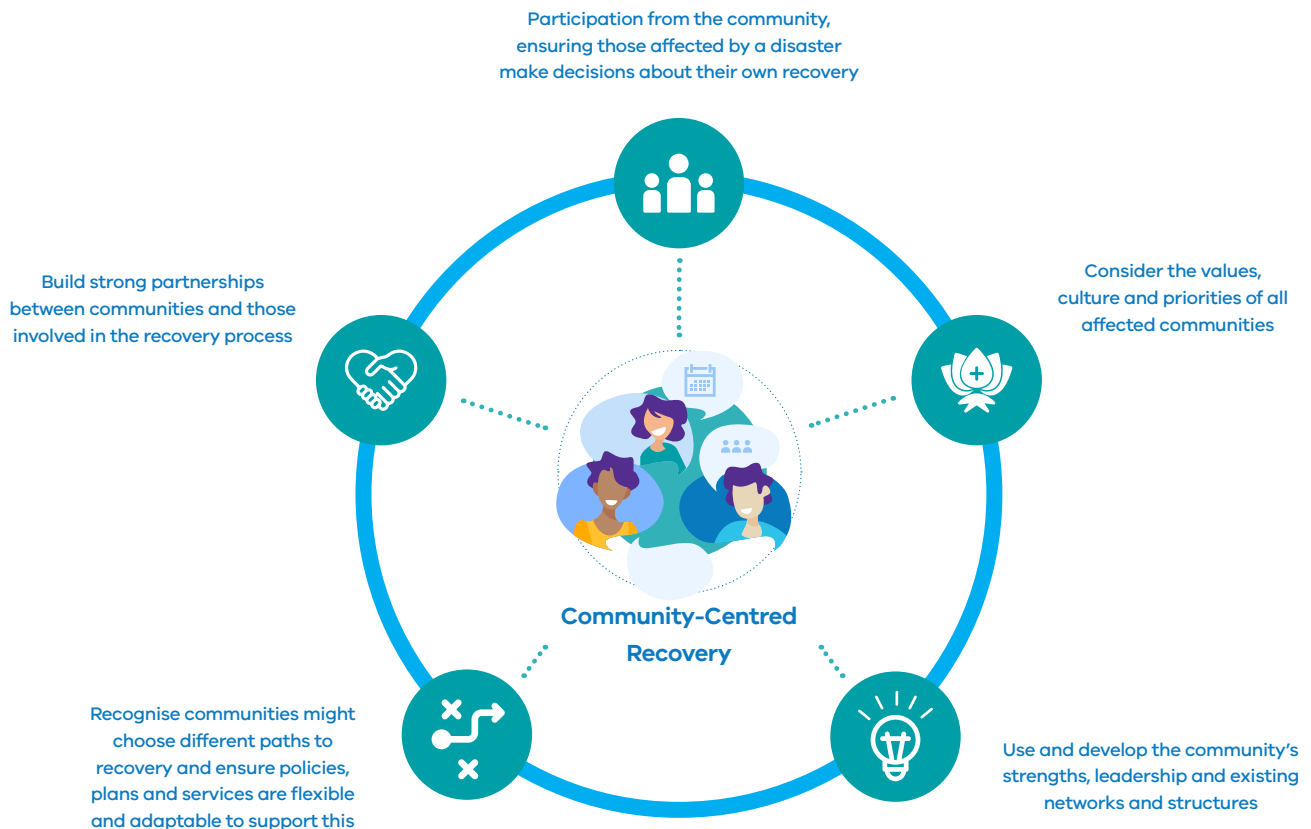 Participation from the community,
ensuring those affected by a disaster
make decisions about their own recovery
Consider the values,
culture and priorities of all
affected communities
Use and develop the community’s
strengths, leadership and existing
networks and structures
Recognise communities might
choose different paths to
recovery and ensure policies,
plans and services are flexible
and adaptable to support this
Build strong partnerships
between communities and those
involved in the recovery process
Community-Centred
Recovery